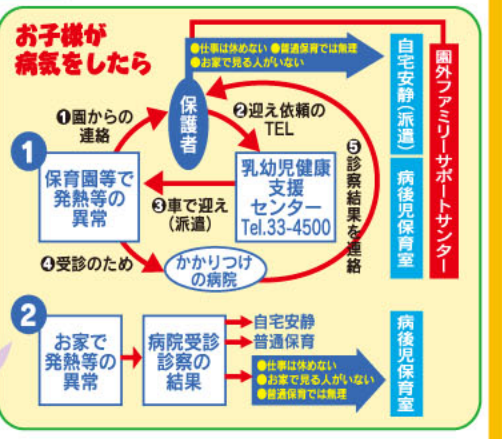 お子様が
病気をしたら
●仕事は休めない ●普通保育では無理
●お家で見る人がいない
自宅安静(派遣)
園外ファミリーサポートサンター
保護者
❶園からの
連絡
❷迎え依頼の
TEL
1
保育園等で
発熱等の
異常
❸車で迎え
(派遣)
乳幼児健康
支援
センター
Tel.33-4500
❺診察結果を連絡
病後児保育室
❹受診のため
かかりつけ
の病院
2
お家で
発熱等の
異常
病院受診
診察の
結果
自宅安静
普通保育
●仕事は休めない
●お家で見る人がいない
●普通保育では無理
病後児保育室